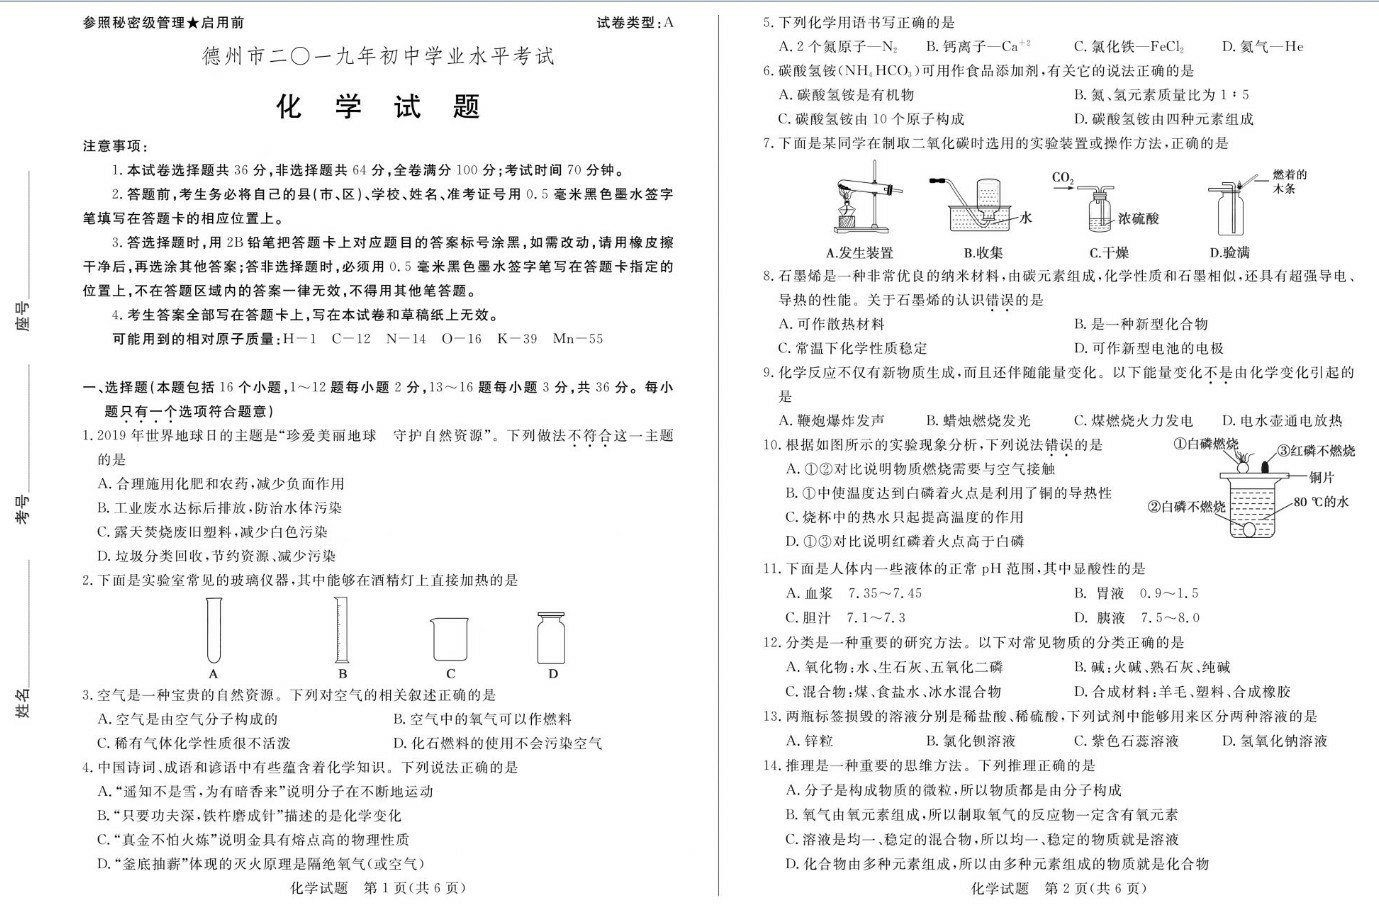 参照秘密级管理★启用前
试卷类型:A
德州市二〇一九年初中学业水平考试
化 学 试 题
注意事项:
1.本试卷选择题共36分,非选择题共64分,全卷满分100分;考试时间70分钟。
2.答题前,考生务必将自己的县(市、区)、学校、姓名、准考证号用0.5毫米黑色墨水签字
笔填写在答题卡的相应位置上。
3.答选择题时,用2B铅笔把答题卡上对应题目的答案标号涂黑,如需改动,请用橡皮擦
干净后,再选涂其他答案;答非选择题时,必须用0.5毫米黑色墨水签字笔写在答题卡指定的
位置上,不在答题区域内的答案一律无效,不得用其他笔答题。
4.考生答案全部写在答题卡上,写在本试卷和草稿纸上无效。
可能用到的相对原子质量:H—1 C—12 N—14 O—16 K—39 Mn—55
一、选择题(本题包括16个小题,1～12题每小题2分,13～16题每小题3分,共36分。每小
题只有一个选项符合题意)
1.2019年世界地球日的主题是“珍爱美丽地球 守护自然资源”。下列做法不符合这一主题
的是
A.合理施用化肥和农药,减少负面作用
B.工业废水达标后排放,防治水体污染
C.露天焚烧废旧塑料,减少白色污染
D.垃圾分类回收,节约资源、减少污染
2.下面是实验室常见的玻璃仪器,其中能够在酒精灯上直接加热的是
A B C D
3.空气是一种宝贵的自然资源。下列对空气的相关叙述正确的是
A.空气是由空气分子构成的 B.空气中的氧气可以作燃料
C.稀有气体化学性质很不活泼 D.化石燃料的使用不会污染空气
4.中国诗词、成语和谚语中有些蕴含着化学知识。下列说法正确的是
A.“遥知不是雪,为有暗香来”说明分子在不断地运动
B.“只要功夫深,铁杵磨成针”描述的是化学变化
C.“真金不怕火炼”说明金具有熔点高的物理性质
D.“釜底抽薪”体现的灭火原理是隔绝氧气(或空气)
化学试题 第1页(共6页)
座号
考号
姓名
5.下列化学用语书写正确的是
A.2个氮原子—N₂ B.钙离子—Ca⁺² C.氯化铁—FeCl₂ D.氦气—He
6.碳酸氢铵(NH₄HCO₃)可用作食品添加剂,有关它的说法正确的是
A.碳酸氢铵是有机物 B.氮、氢元素质量比为1∶5
C.碳酸氢铵由10个原子构成 D.碳酸氢铵由四种元素组成
7.下面是某同学在制取二氧化碳时选用的实验装置或操作方法,正确的是
水
CO₂
浓硫酸
燃着的
木条
A.发生装置 B.收集 C.干燥 D.验满
8.石墨烯是一种非常优良的纳米材料,由碳元素组成,化学性质和石墨相似,还具有超强导电、
导热的性能。关于石墨烯的认识错误的是
A.可作散热材料 B.是一种新型化合物
C.常温下化学性质稳定 D.可作新型电池的电极
9.化学反应不仅有新物质生成,而且还伴随能量变化。以下能量变化不是由化学变化引起的
是
A.鞭炮爆炸发声 B.蜡烛燃烧发光 C.煤燃烧火力发电 D.电水壶通电放热
10.根据如图所示的实验现象分析,下列说法错误的是
A.①②对比说明物质燃烧需要与空气接触
B.①中使温度达到白磷着火点是利用了铜的导热性
C.烧杯中的热水只起提高温度的作用
D.①③对比说明红磷着火点高于白磷
①白磷燃烧
③红磷不燃烧
铜片
②白磷不燃烧
80 ℃的水
11.下面是人体内一些液体的正常pH范围,其中显酸性的是
A.血浆 7.35～7.45 B. 胃液 0.9～1.5
C.胆汁 7.1～7.3 D. 胰液 7.5～8.0
12.分类是一种重要的研究方法。以下对常见物质的分类正确的是
A.氧化物:水、生石灰、五氧化二磷 B.碱:火碱、熟石灰、纯碱
C.混合物:煤、食盐水、冰水混合物 D.合成材料:羊毛、塑料、合成橡胶
13.两瓶标签损毁的溶液分别是稀盐酸、稀硫酸,下列试剂中能够用来区分两种溶液的是
A.锌粒 B.氯化钡溶液 C.紫色石蕊溶液 D.氢氧化钠溶液
14.推理是一种重要的思维方法。下列推理正确的是
A.分子是构成物质的微粒,所以物质都是由分子构成
B.氧气由氧元素组成,所以制取氧气的反应物一定含有氧元素
C.溶液是均一、稳定的混合物,所以均一、稳定的物质就是溶液
D.化合物由多种元素组成,所以由多种元素组成的物质就是化合物
化学试题 第2页(共6页)